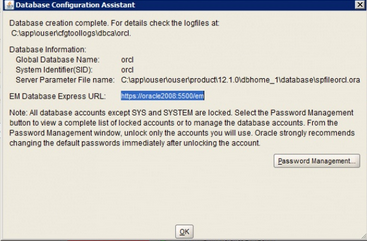 Database Configuration Assistant
Database creation complete. For details check the logfiles at:
C:\app\ouser\cfgtoollogs\dbca\orcl.
Database Information:
Global Database Name: orcl
System Identifier(SID): orcl
Server Parameter File name: C:\app\ouser\product\12.1.0\dbhome_1\database\spfileorcl.ora
EM Database Express URL: https://oracle2008:5500/em
Note: All database accounts except SYS and SYSTEM are locked. Select the Password Management
button to view a complete list of locked accounts or to manage the database accounts. From the
Password Management window, unlock only the accounts you will use. Oracle strongly recommends
changing the default passwords immediately after unlocking the account.
Password Management...
OK